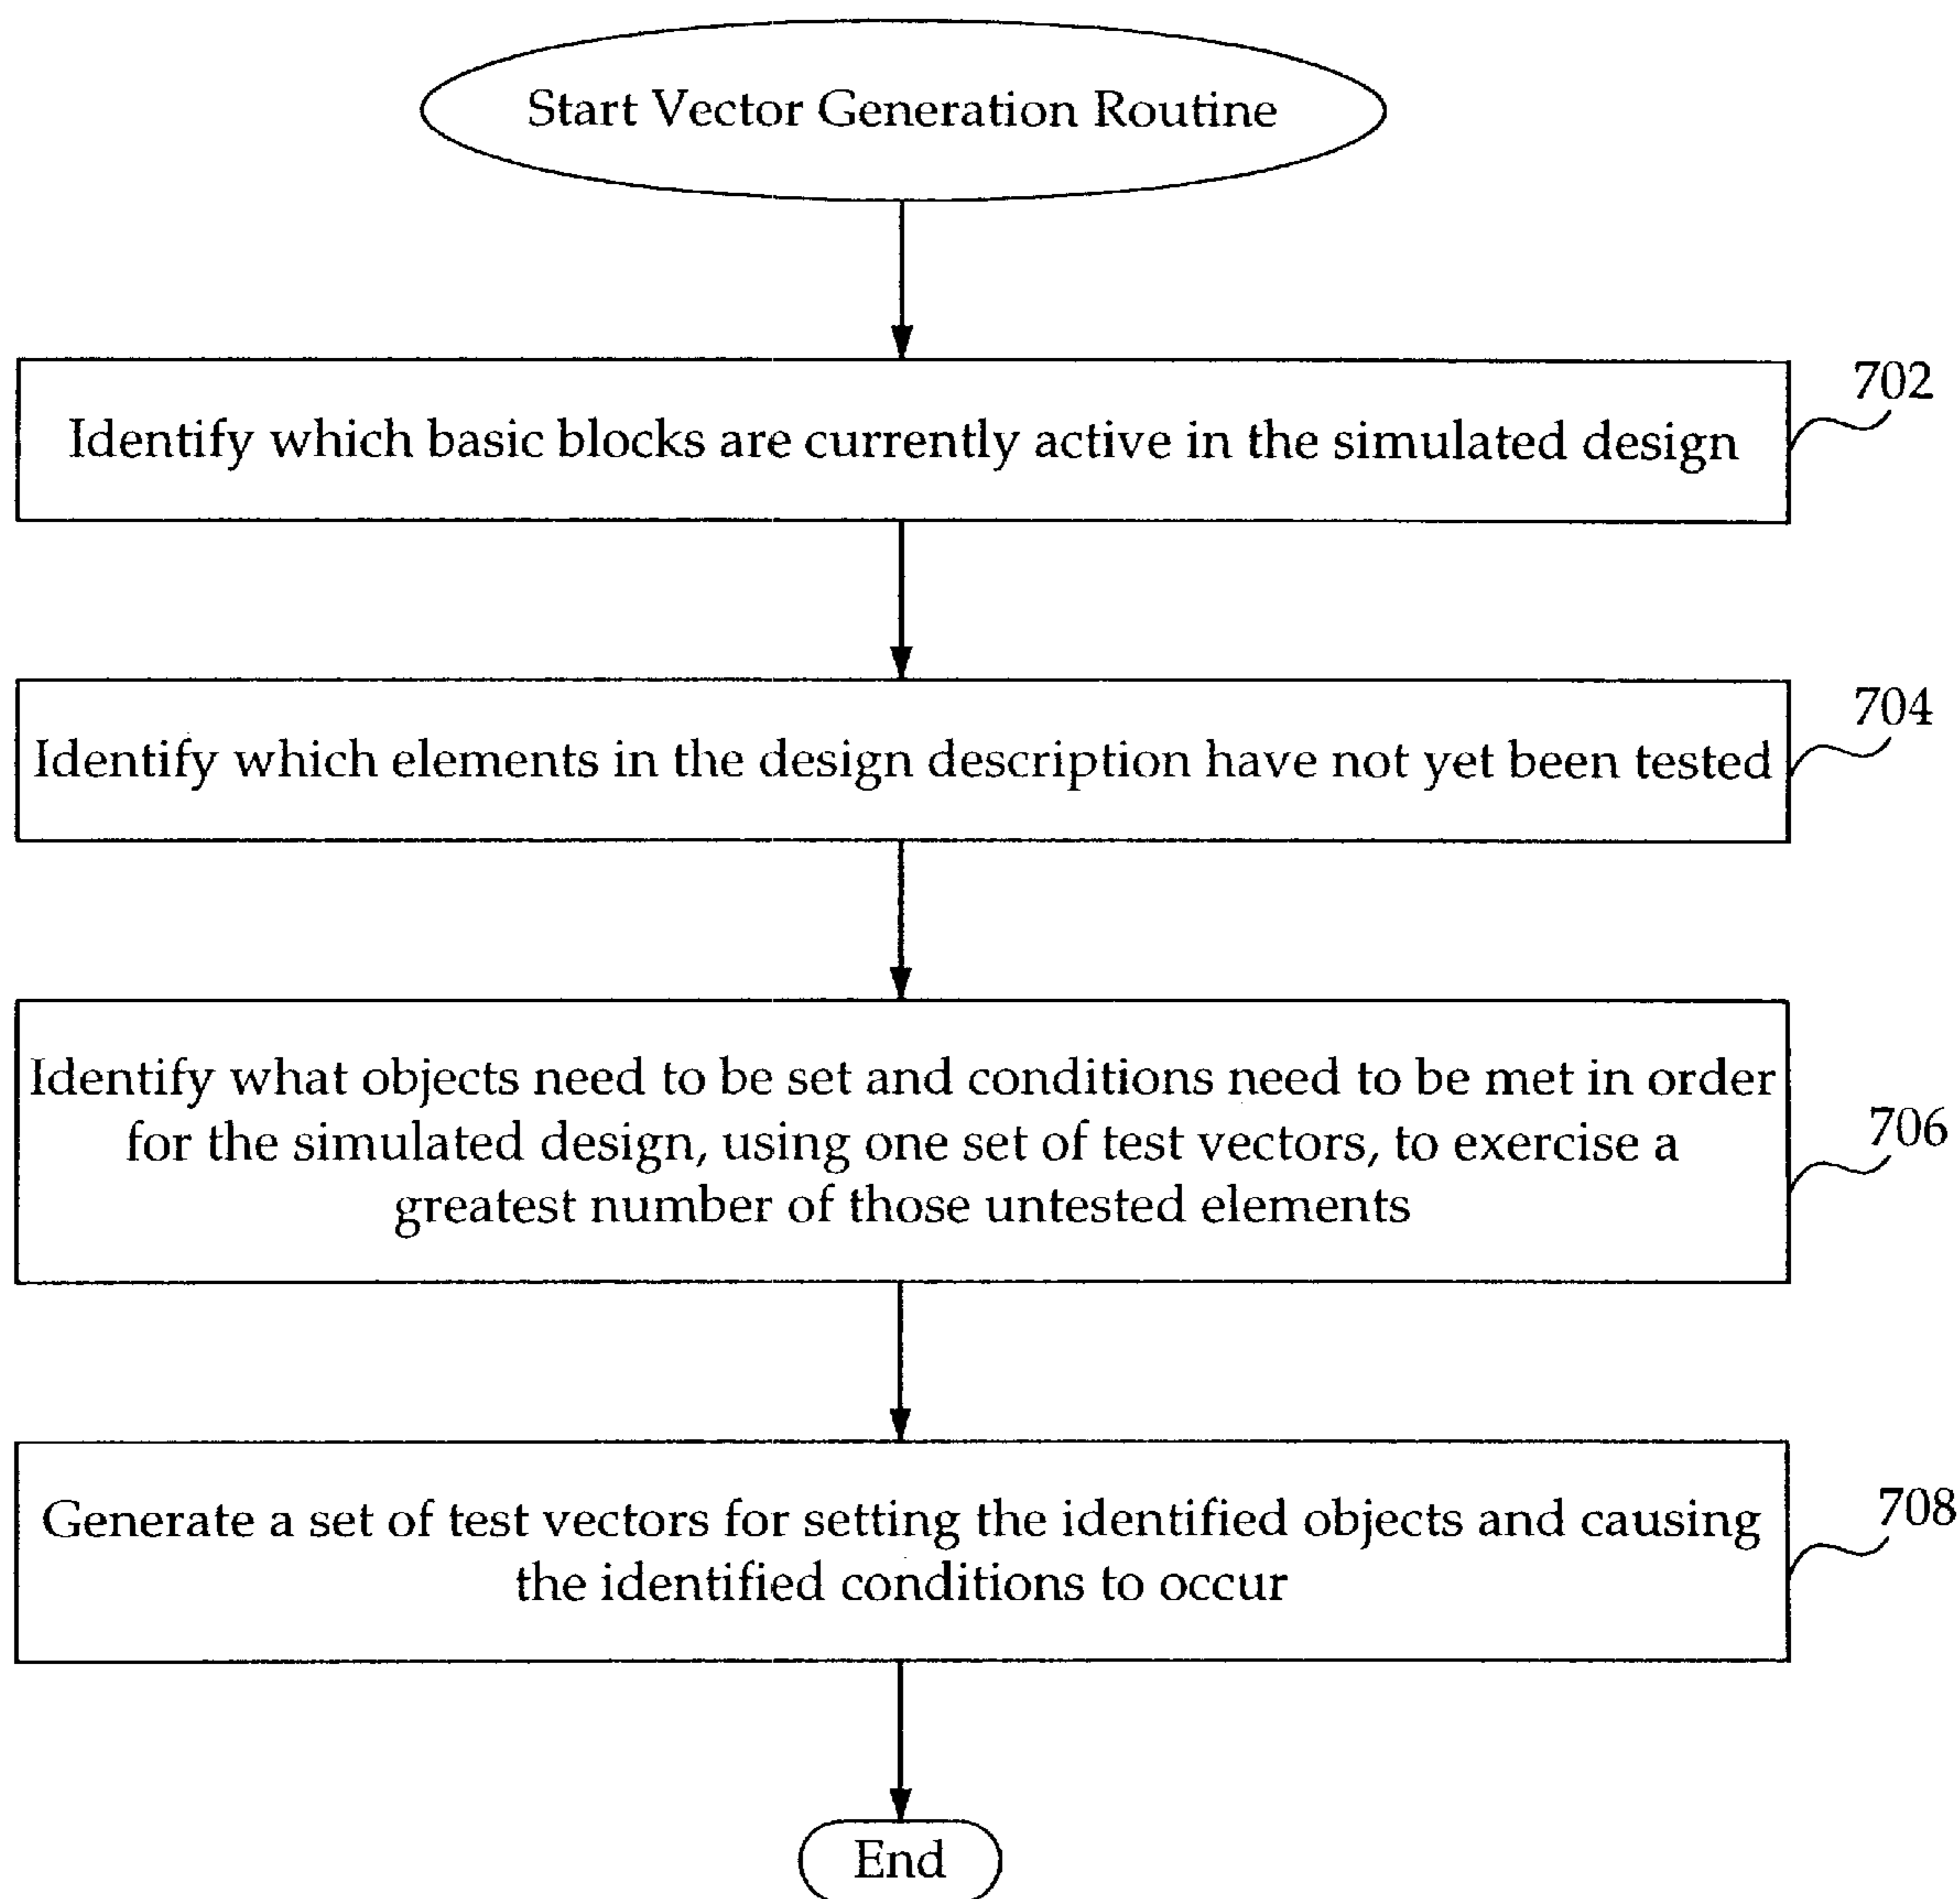 Start Vector Generation Routine
702
Identify which basic blocks are currently active in the simulated design
704
Identify which elements in the design description have not yet been tested
Identify what objects need to be set and conditions need to be met in order
for the simulated design, using one set of test vectors, to exercise a
greatest number of those untested elements
706
Generate a set of test vectors for setting the identified objects and causing
the identified conditions to occur
708
End